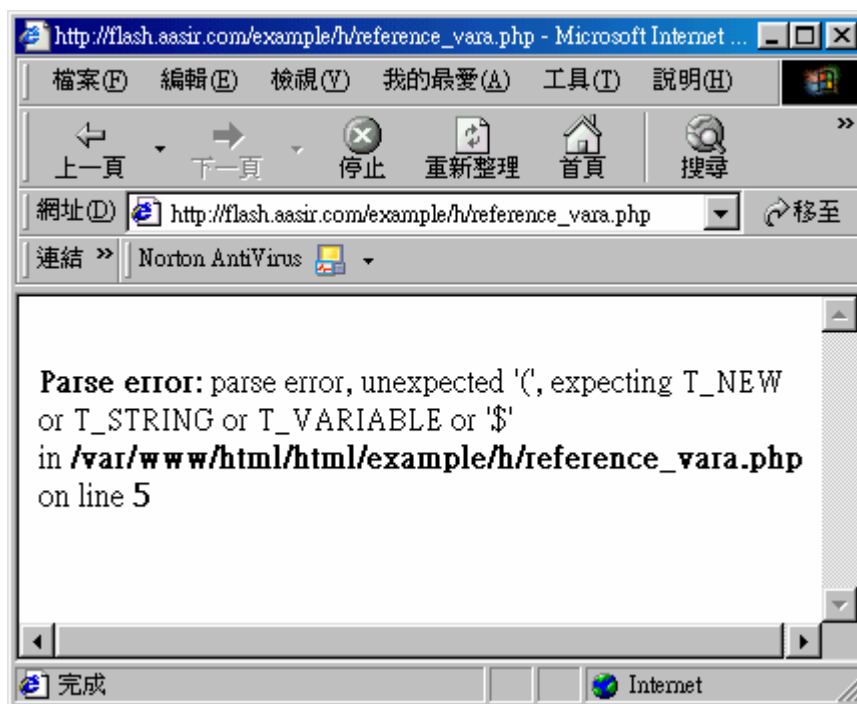 http://flash.aasir.com/example/h/reference_vara.php - Microsoft Internet ...
檔案(F) 編輯(E) 檢視(V) 我的最愛(A) 工具(T) 說明(H)
上一頁 下一頁 停止 重新整理 首頁 搜尋 »
網址(D) http://flash.aasir.com/example/h/reference_vara.php 移至
連結 » Norton AntiVirus
Parse error: parse error, unexpected '(', expecting T_NEW
or T_STRING or T_VARIABLE or '$'
in /var/www/html/html/example/h/reference_vara.php
on line 5
完成 Internet